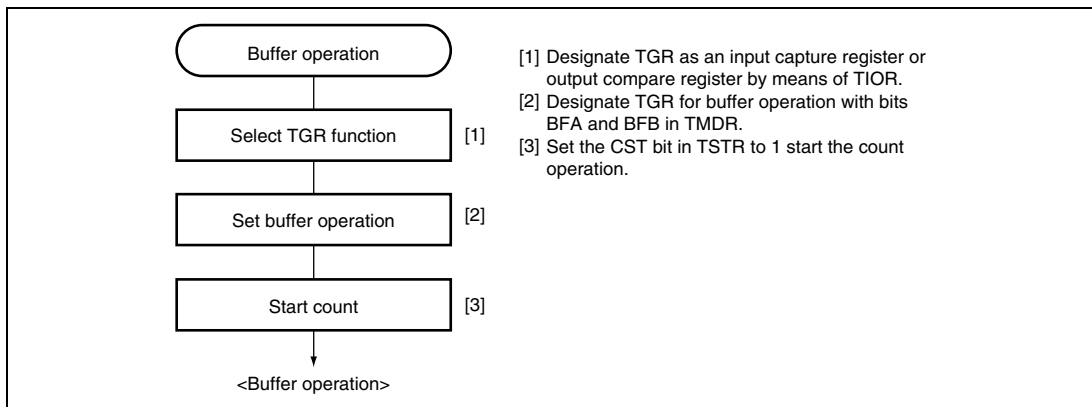 Buffer operation
Select TGR function
[1]
Set buffer operation
[2]
Start count
[3]
<Buffer operation>
[1] Designate TGR as an input capture register or
output compare register by means of TIOR.
[2] Designate TGR for buffer operation with bits
BFA and BFB in TMDR.
[3] Set the CST bit in TSTR to 1 start the count
operation.